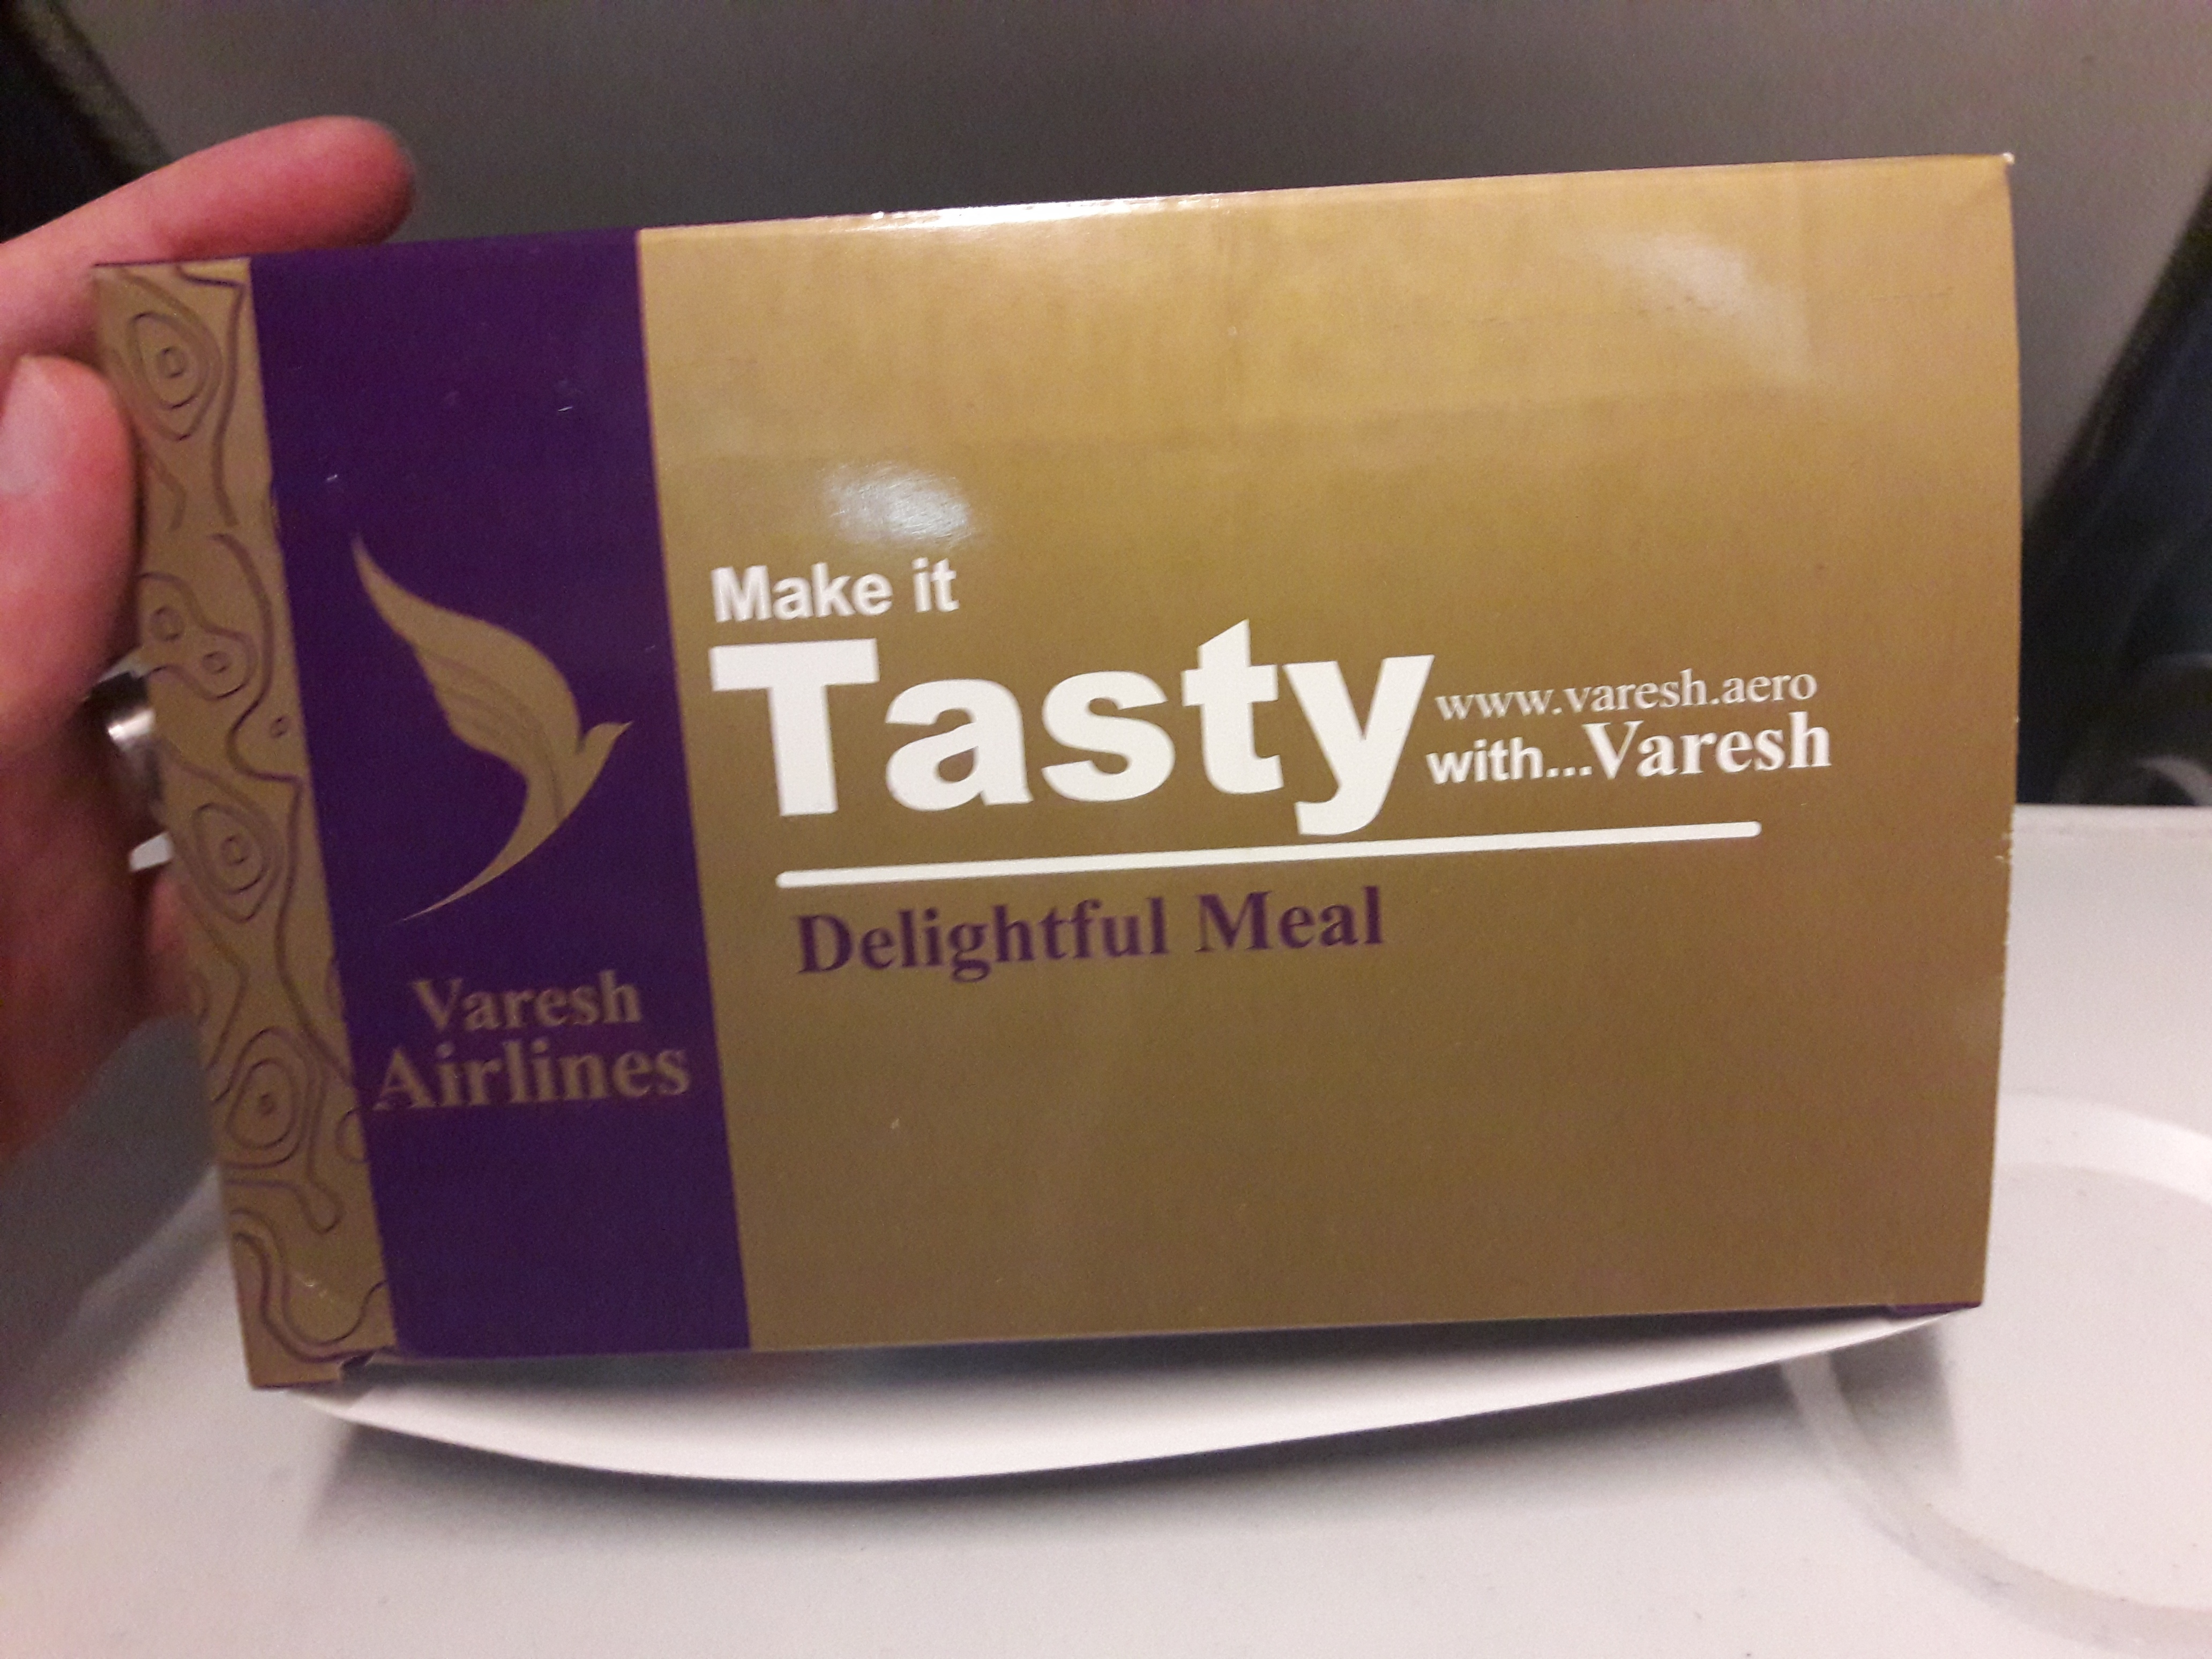 Make it
Tasty
www.varesh.aero
with...Varesh
Delightful Meal
Varesh
Airlines